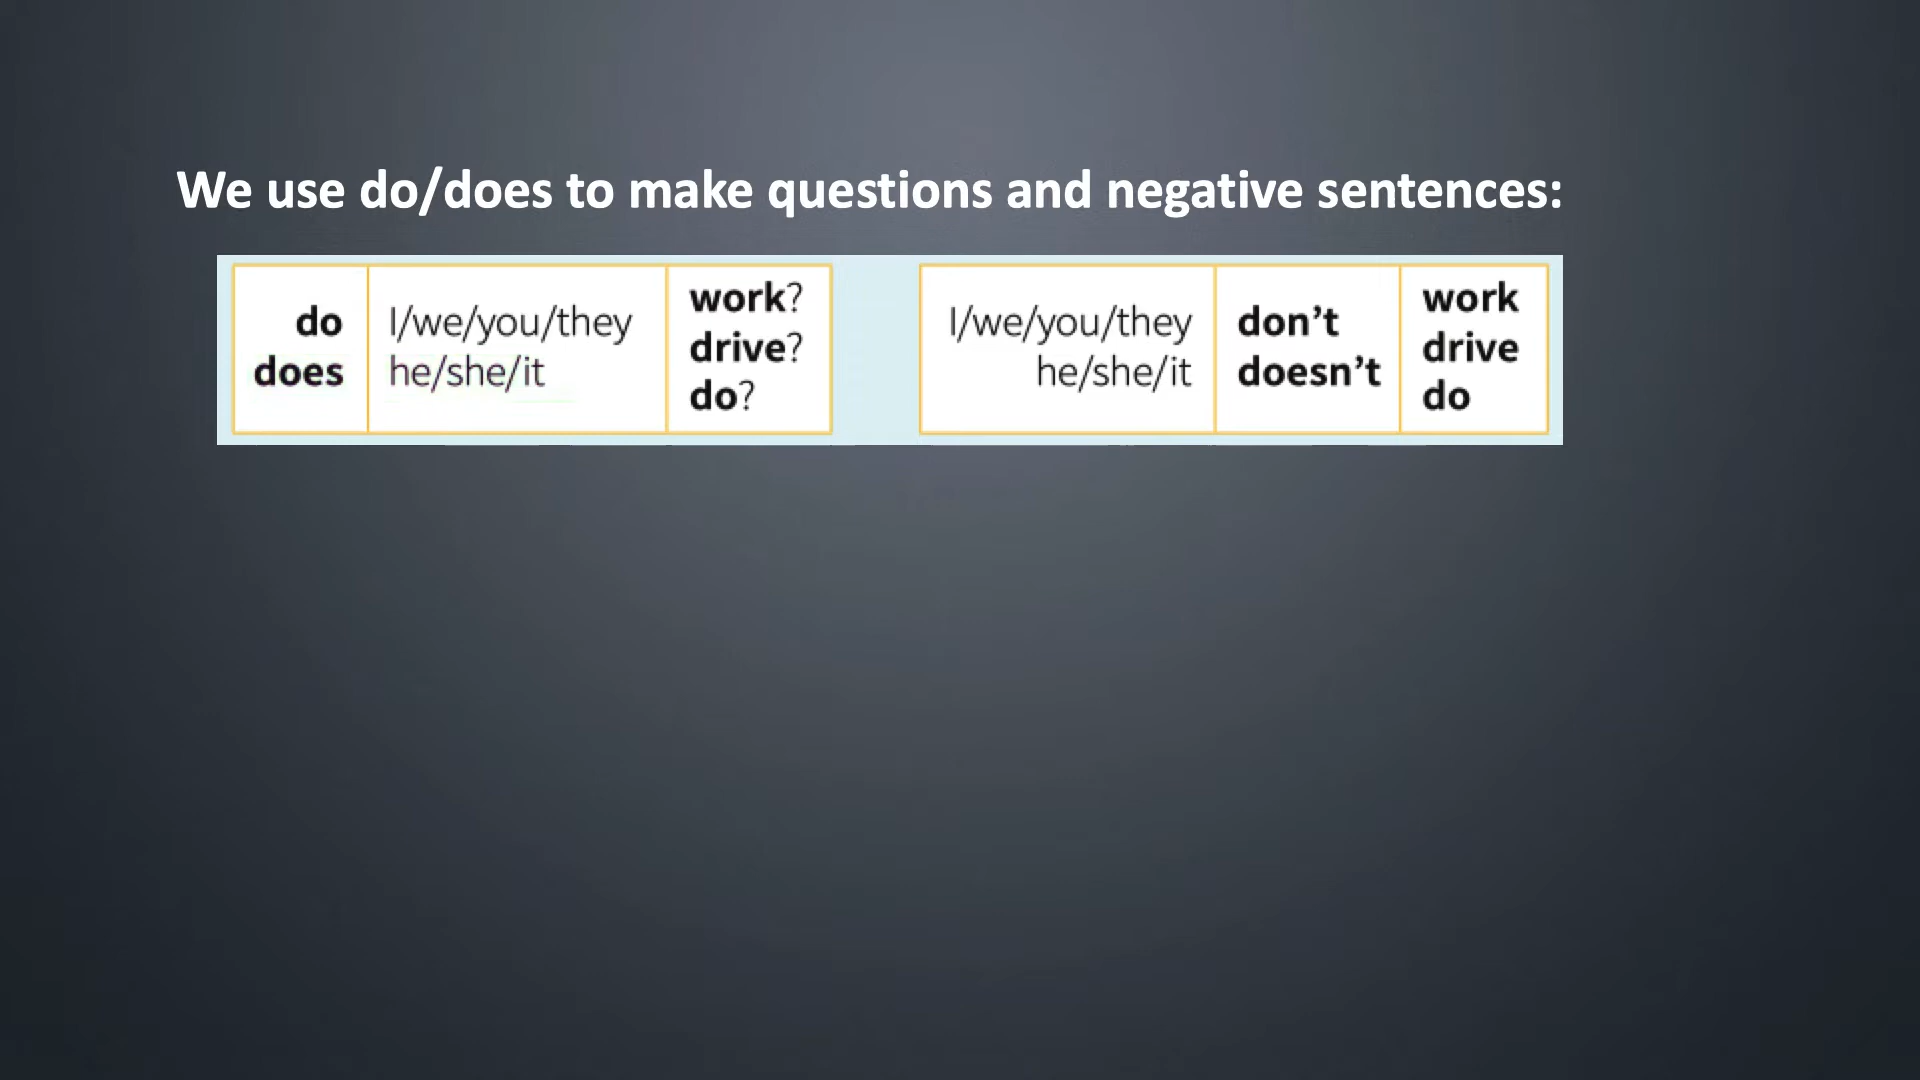 We use do/does to make questions and negative sentences:
do
does
I/we/you/they
he/she/it
work?
drive?
do?
I/we/you/they
he/she/it
don’t
doesn’t
work
drive
do